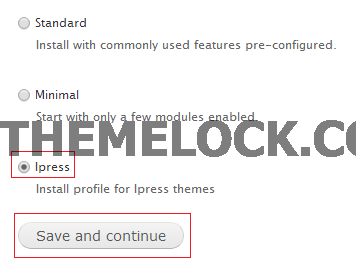 Standard
Install with commonly used features pre-configured.
Minimal
Start with only a few modules enabled.
THEMELOCK.CO
Ipress
Install profile for Ipress themes
Save and continue